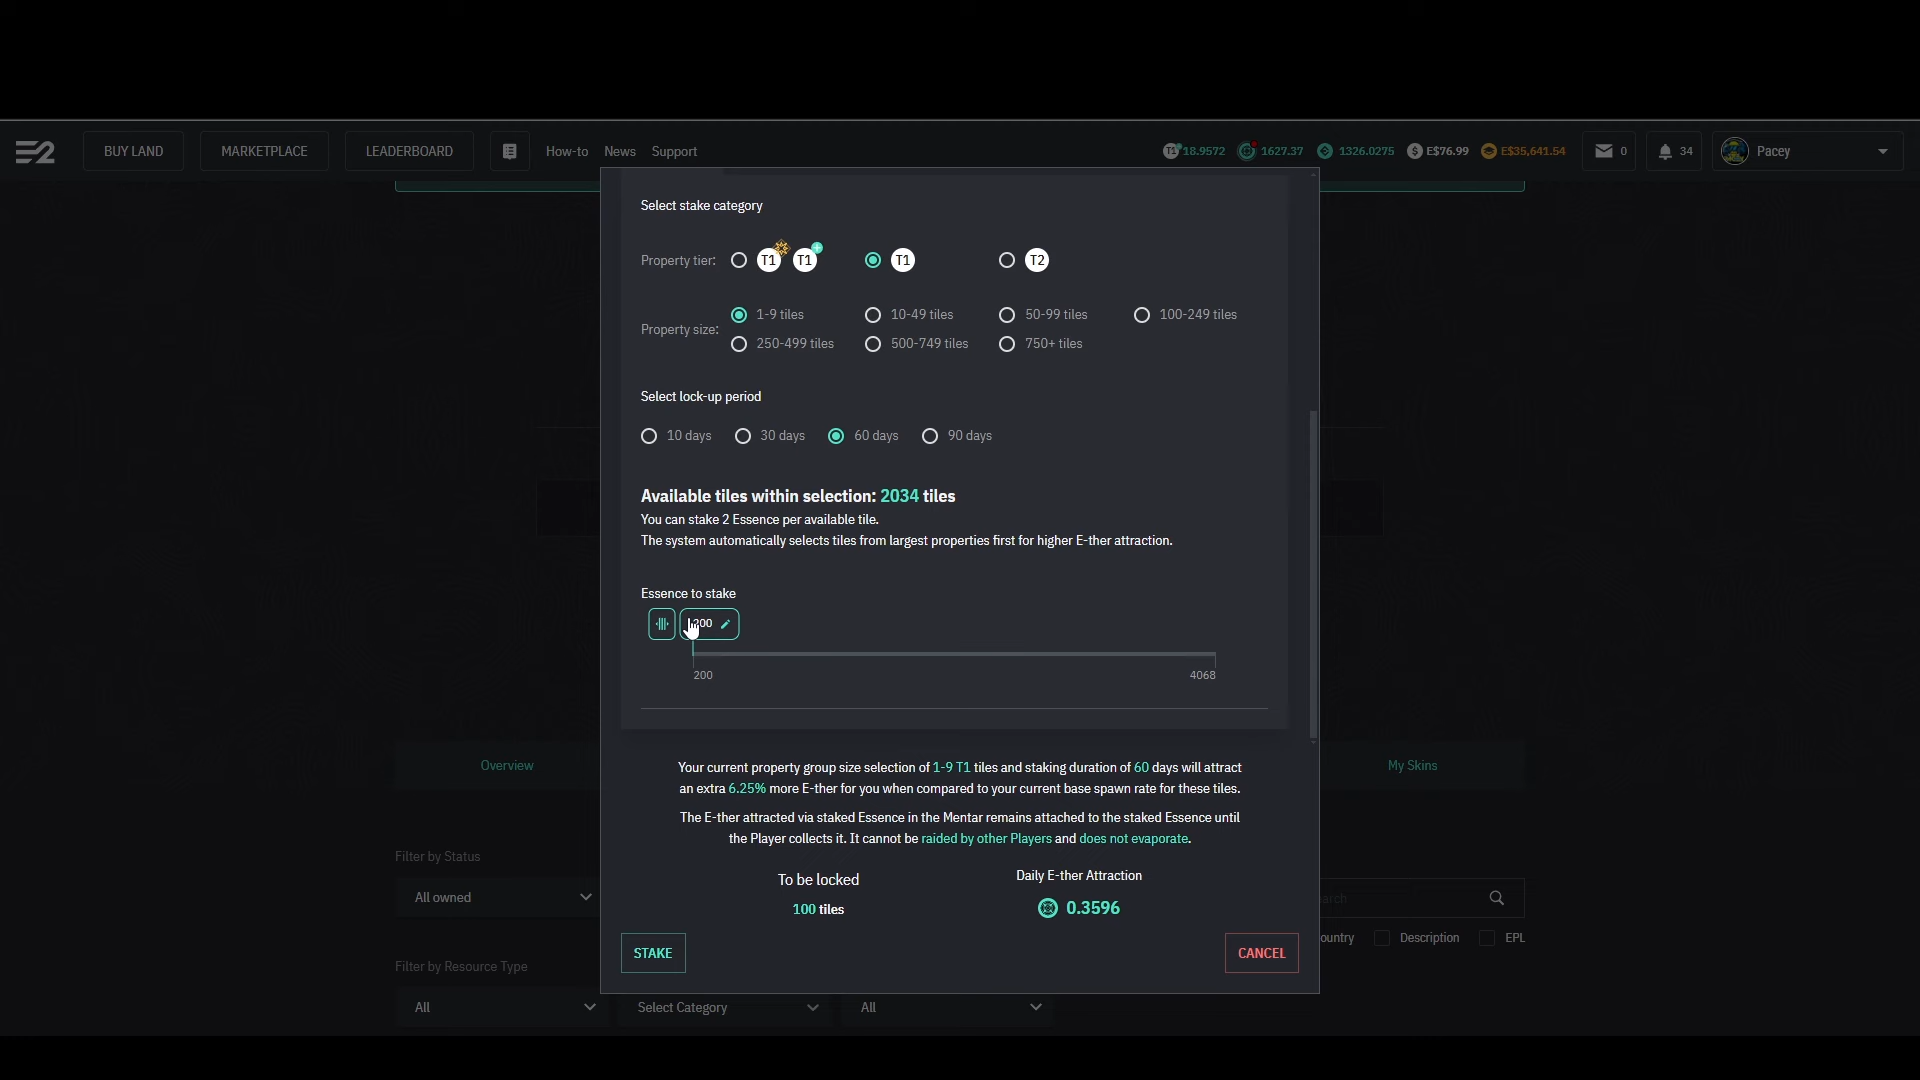 BUY LAND
MARKETPLACE
LEADERBOARD
How-to
News
Support
T1 18.9572
1627.37
1326.0275
E$76.99
E$35,641.54
0
34
Pacey
Select stake category
Property tier:
T1
T1
T1
T2
Property size:
1-9 tiles
10-49 tiles
50-99 tiles
100-249 tiles
250-499 tiles
500-749 tiles
750+ tiles
Select lock-up period
10 days
30 days
60 days
90 days
Available tiles within selection: 2034 tiles
You can stake 2 Essence per available tile.
The system automatically selects tiles from largest properties first for higher E-ther attraction.
Essence to stake
200
200
4068
Overview
My Skins
Your current property group size selection of 1-9 T1 tiles and staking duration of 60 days will attract
an extra 6.25% more E-ther for you when compared to your current base spawn rate for these tiles.
The E-ther attracted via staked Essence in the Mentar remains attached to the staked Essence until
the Player collects it. It cannot be raided by other Players and does not evaporate.
Filter by Status
All owned
To be locked
100 tiles
Daily E-ther Attraction
0.3596
STAKE
CANCEL
Description
EPL
Filter by Resource Type
All
Select Category
All